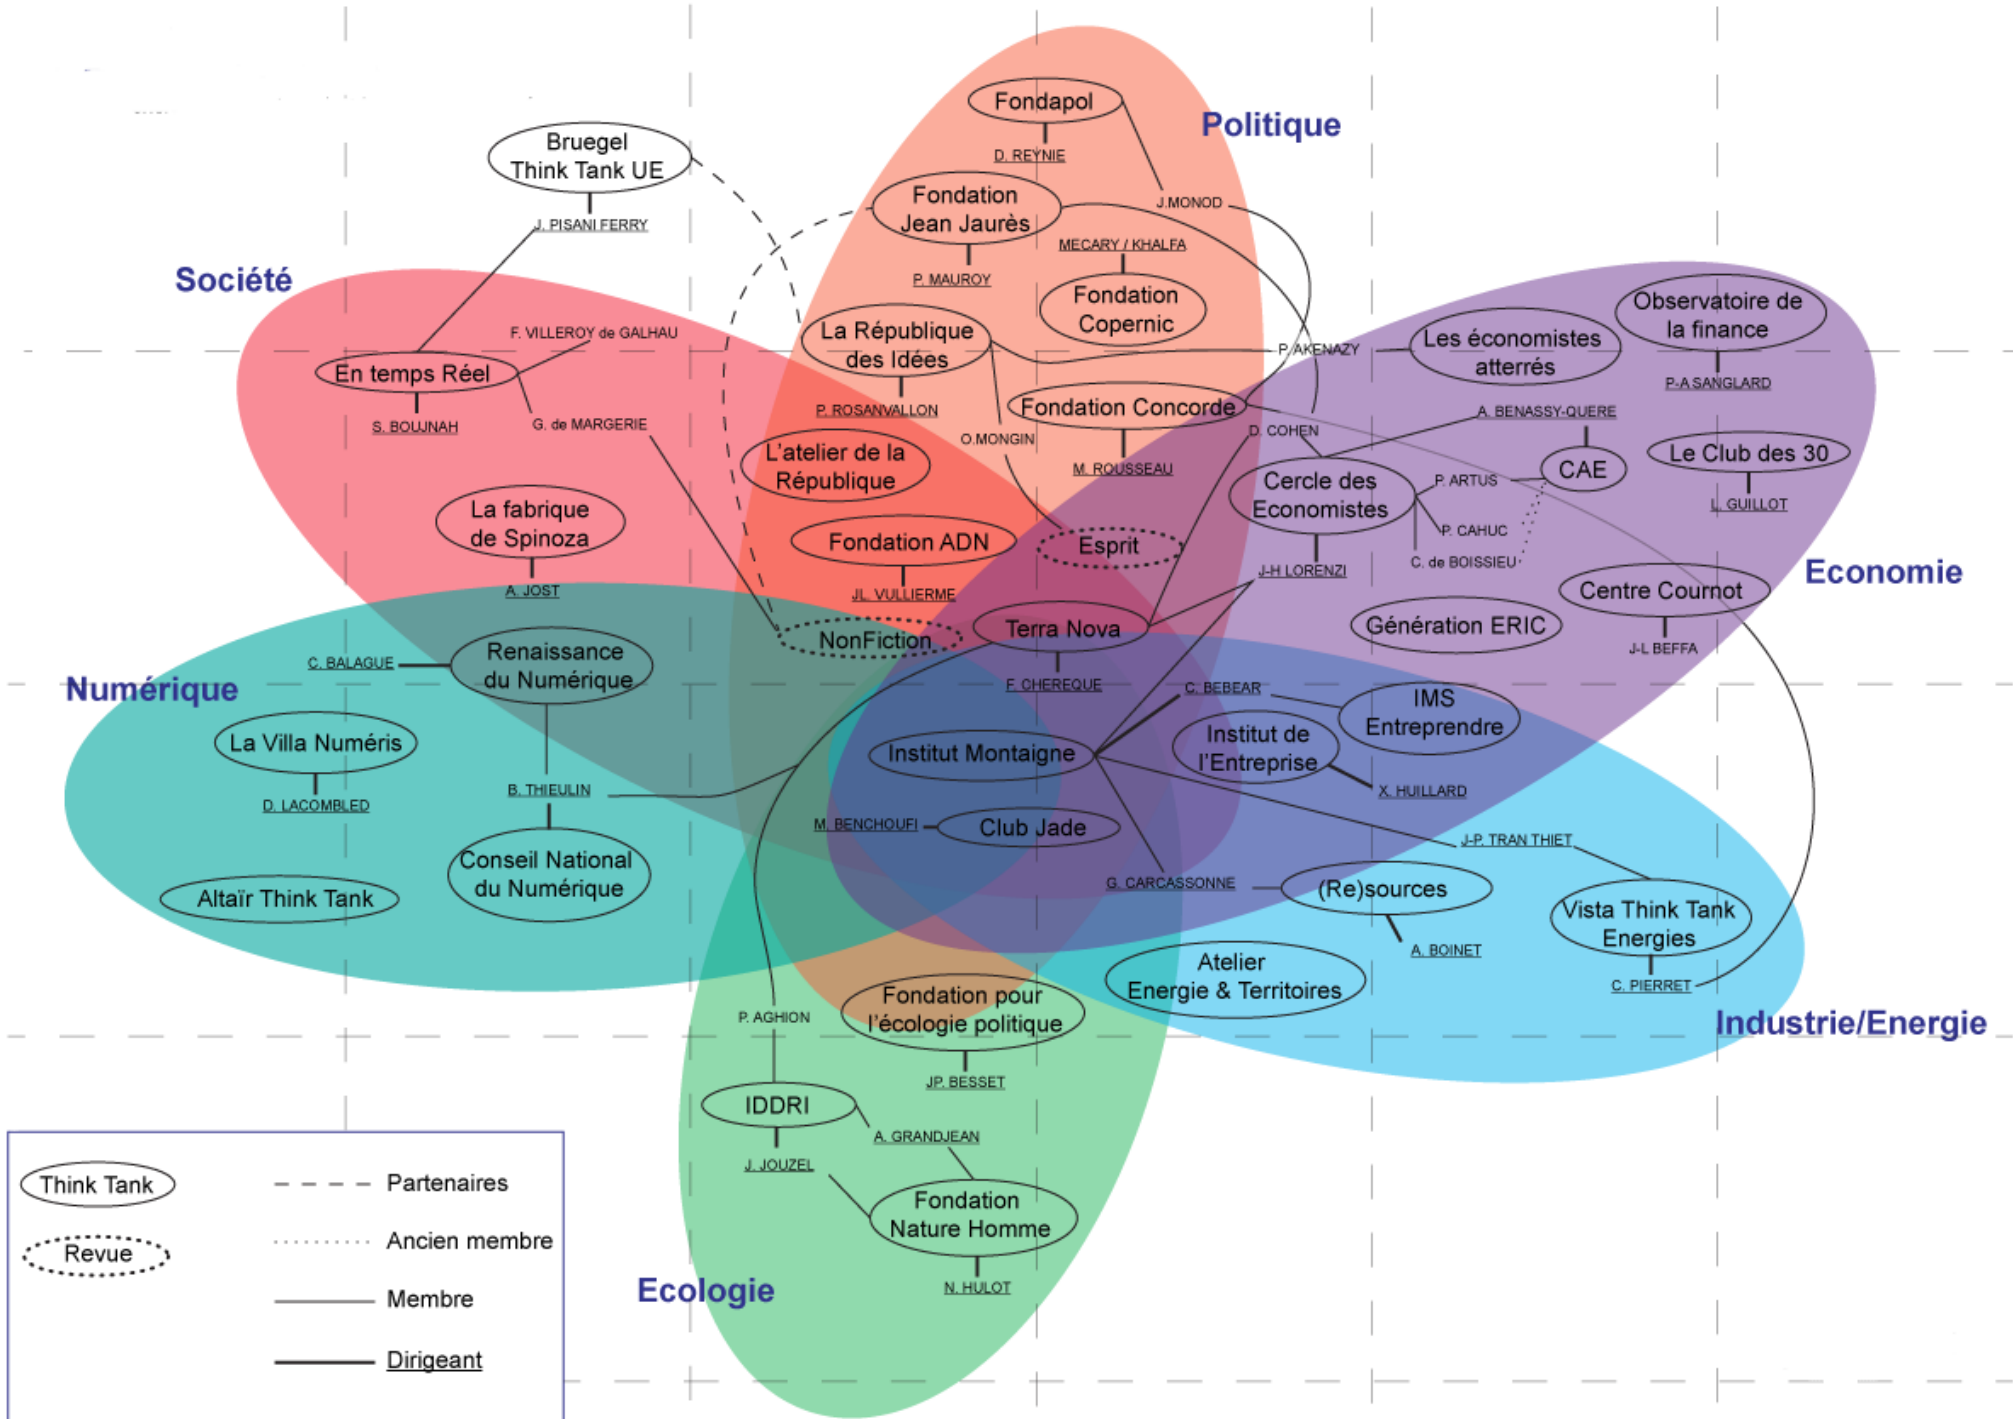 Fondapol
Politique
D. REYNIE
Bruegel
Think Tank UE
J. PISANI FERRY
Fondation
Jean Jaurès
P. MAUROY
J.MONOD
MECARY / KHALFA
Fondation
Copernic
Société
F. VILLEROY de GALHAU
En temps Réel
S. BOUJNAH
G. de MARGERIE
La République
des Idées
P. ROSANVALLON
P. AKENAZY
Les économistes
atterrés
Observatoire de
la finance
P-A SANGLARD
Fondation Concorde
M. ROUSSEAU
O.MONGIN
D. COHEN
A. BENASSY-QUERE
CAE
Le Club des 30
L. GUILLOT
L'atelier de la
République
Cercle des
Economistes
P. ARTUS
P. CAHUC
C. de BOISSIEU
J-H LORENZI
La fabrique
de Spinoza
A. JOST
Fondation ADN
JL. VULLIERME
Esprit
Economie
Centre Cournot
J-L BEFFA
Génération ERIC
NonFiction
Terra Nova
F. CHEREQUE
Renaissance
du Numérique
C. BALAGUE
Numérique
La Villa Numéris
D. LACOMBLED
B. THIEULIN
Conseil National
du Numérique
Altaïr Think Tank
C. BEBEAR
IMS
Entreprendre
Institut de
l'Entreprise
X. HUILLARD
Institut Montaigne
M. BENCHOUFI
Club Jade
J-P. TRAN THIET
G. CARCASSONNE
(Re)sources
A. BOINET
Vista Think Tank
Energies
C. PIERRET
Atelier
Energie & Territoires
Industrie/Energie
Fondation pour
l'écologie politique
JP. BESSET
P. AGHION
IDDRI
A. GRANDJEAN
J. JOUZEL
Fondation
Nature Homme
N. HULOT
Ecologie
Think Tank
Revue
Partenaires
Ancien membre
Membre
Dirigeant